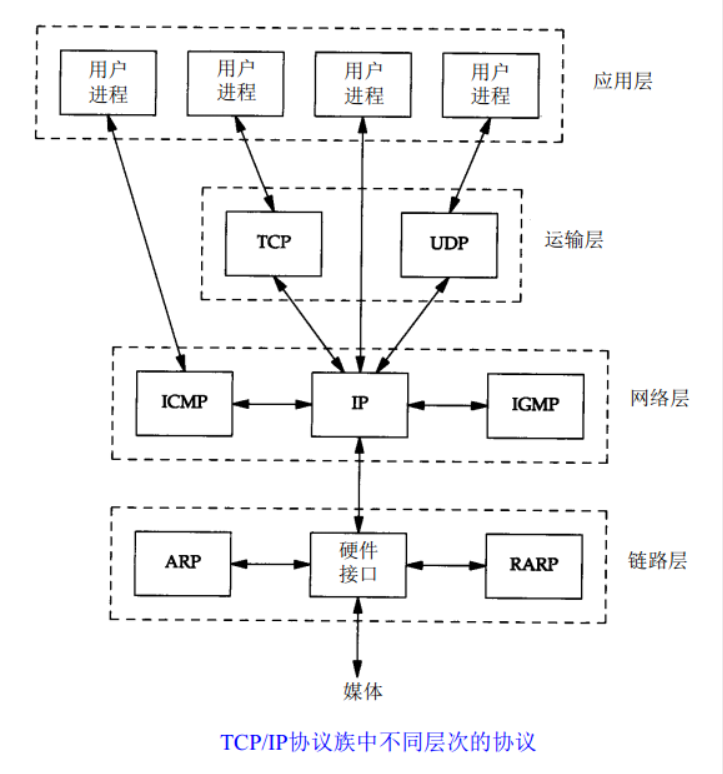 用户
进程
用户
进程
用户
进程
用户
进程
应用层
TCP
UDP
运输层
ICMP
IP
IGMP
网络层
ARP
硬件
接口
RARP
链路层
媒体
TCP/IP协议族中不同层次的协议